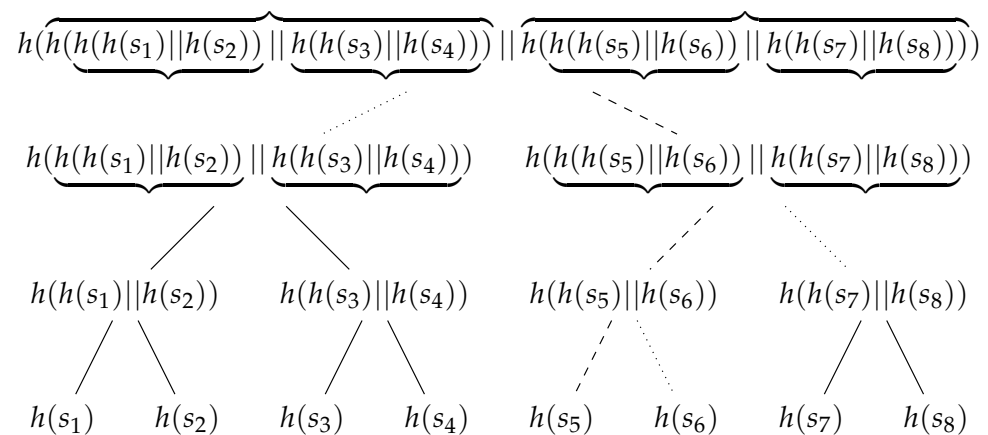 h(h(h(h(s₁)||h(s₂)) || h(h(s₃)||h(s₄))) || h(h(h(s₅)||h(s₆)) || h(h(s₇)||h(s₈))))
h(h(h(s₁)||h(s₂)) || h(h(s₃)||h(s₄))) h(h(h(s₅)||h(s₆)) || h(h(s₇)||h(s₈)))
h(h(s₁)||h(s₂)) h(h(s₃)||h(s₄)) h(h(s₅)||h(s₆)) h(h(s₇)||h(s₈))
h(s₁) h(s₂) h(s₃) h(s₄) h(s₅) h(s₆) h(s₇) h(s₈)